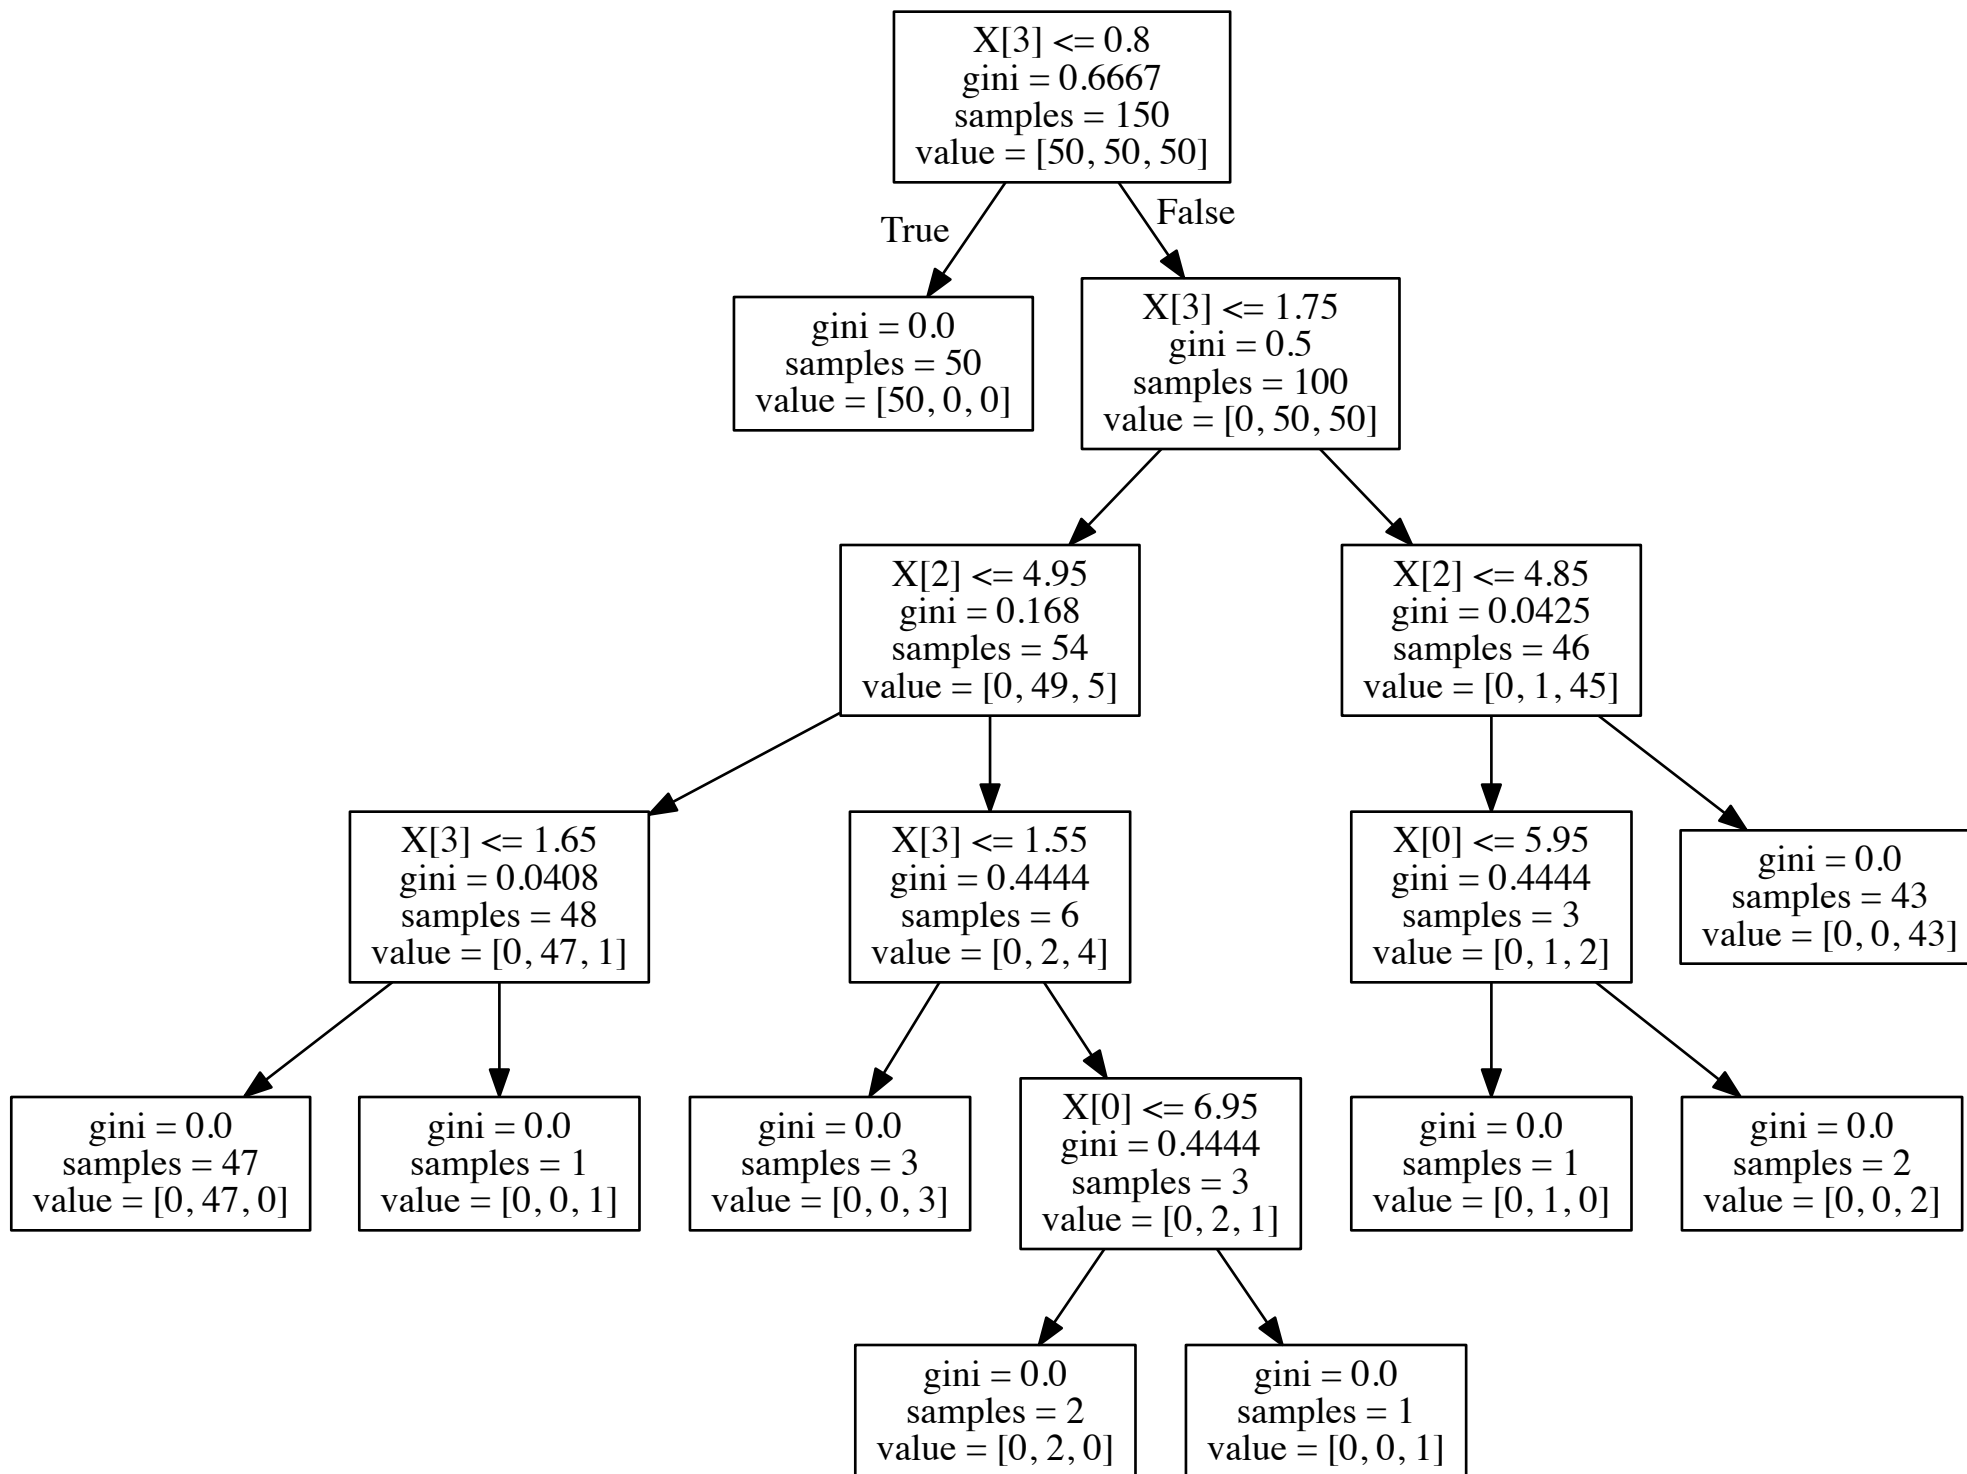 X[3] <= 0.8
gini = 0.6667
samples = 150
value = [50, 50, 50]
True
False
gini = 0.0
samples = 50
value = [50, 0, 0]
X[3] <= 1.75
gini = 0.5
samples = 100
value = [0, 50, 50]
X[2] <= 4.95
gini = 0.168
samples = 54
value = [0, 49, 5]
X[2] <= 4.85
gini = 0.0425
samples = 46
value = [0, 1, 45]
X[3] <= 1.65
gini = 0.0408
samples = 48
value = [0, 47, 1]
X[3] <= 1.55
gini = 0.4444
samples = 6
value = [0, 2, 4]
X[0] <= 5.95
gini = 0.4444
samples = 3
value = [0, 1, 2]
gini = 0.0
samples = 43
value = [0, 0, 43]
gini = 0.0
samples = 47
value = [0, 47, 0]
gini = 0.0
samples = 1
value = [0, 0, 1]
gini = 0.0
samples = 3
value = [0, 0, 3]
X[0] <= 6.95
gini = 0.4444
samples = 3
value = [0, 2, 1]
gini = 0.0
samples = 1
value = [0, 1, 0]
gini = 0.0
samples = 2
value = [0, 0, 2]
gini = 0.0
samples = 2
value = [0, 2, 0]
gini = 0.0
samples = 1
value = [0, 0, 1]